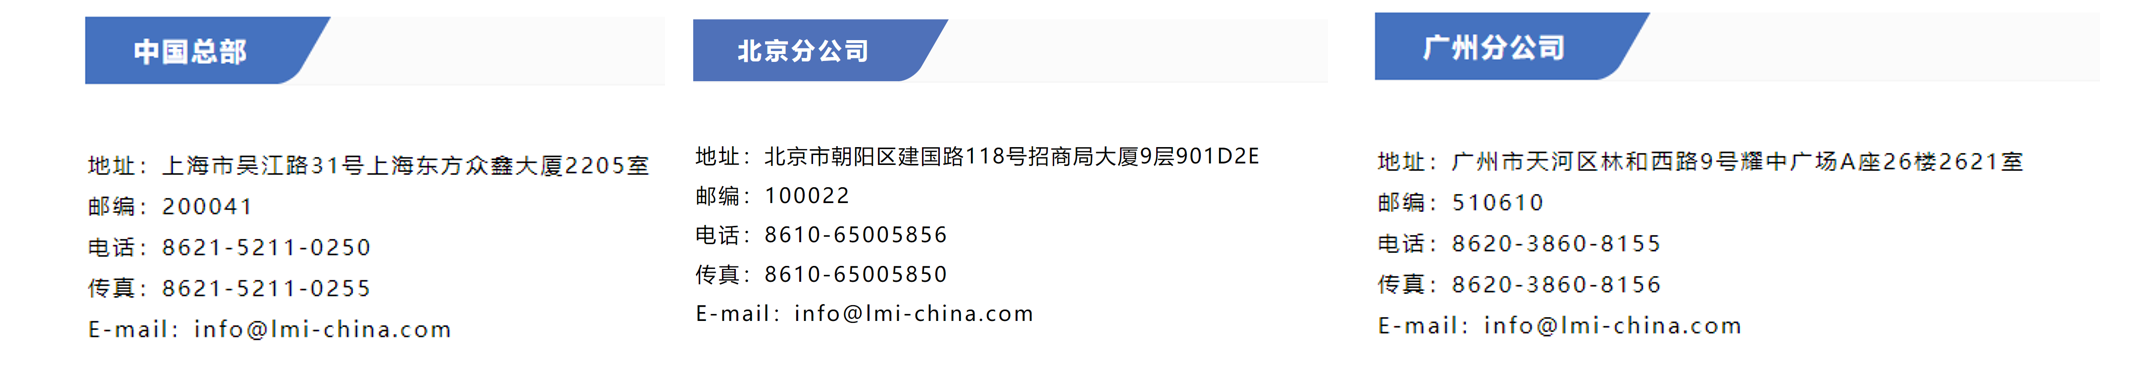 中国总部
地址：上海市吴江路31号上海东方众鑫大厦2205室
邮编：200041
电话：8621-5211-0250
传真：8621-5211-0255
E-mail：info@lmi-china.com
北京分公司
地址：北京市朝阳区建国路118号招商局大厦9层901D2E
邮编：100022
电话：8610-65005856
传真：8610-65005850
E-mail：info@lmi-china.com
广州分公司
地址：广州市天河区林和西路9号耀中广场A座26楼2621室
邮编：510610
电话：8620-3860-8155
传真：8620-3860-8156
E-mail：info@lmi-china.com